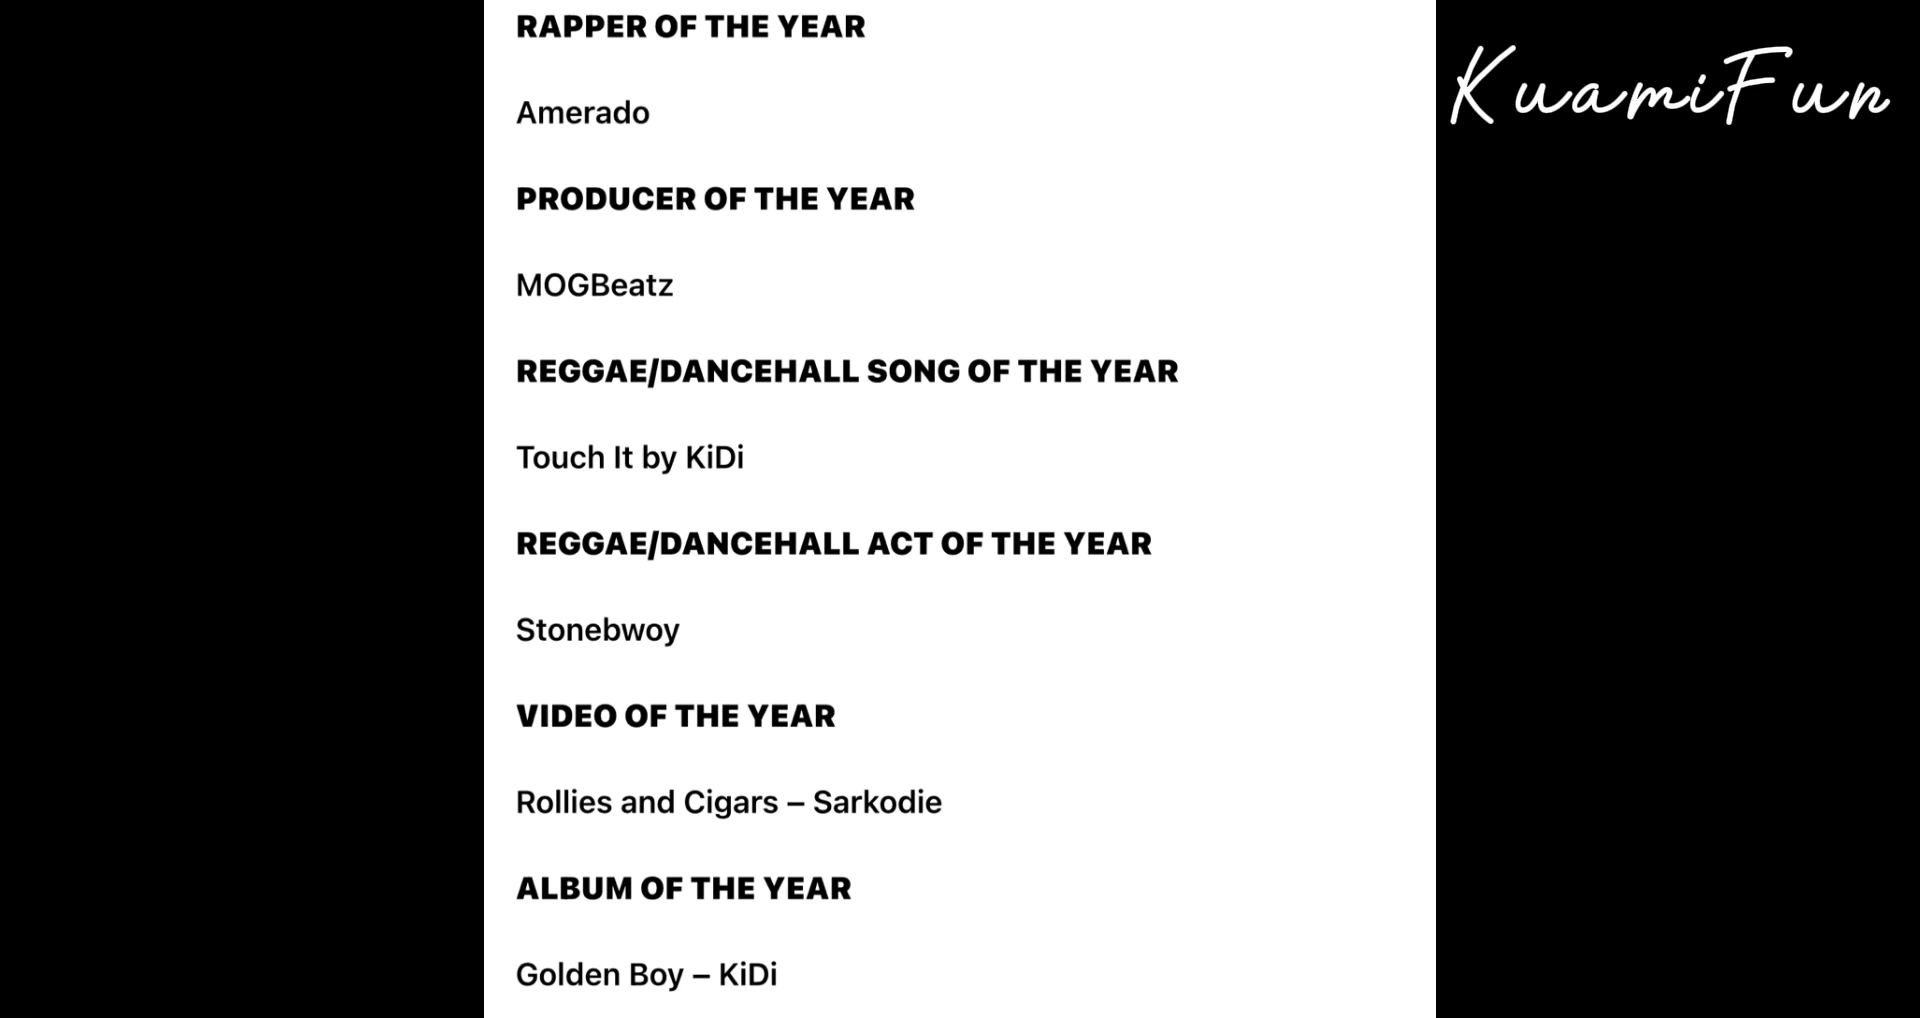 RAPPER OF THE YEAR
KwamiFun
Amerado
PRODUCER OF THE YEAR
MOGBeatz
REGGAE/DANCEHALL SONG OF THE YEAR
Touch It by KiDi
REGGAE/DANCEHALL ACT OF THE YEAR
Stonebwoy
VIDEO OF THE YEAR
Rollies and Cigars – Sarkodie
ALBUM OF THE YEAR
Golden Boy – KiDi